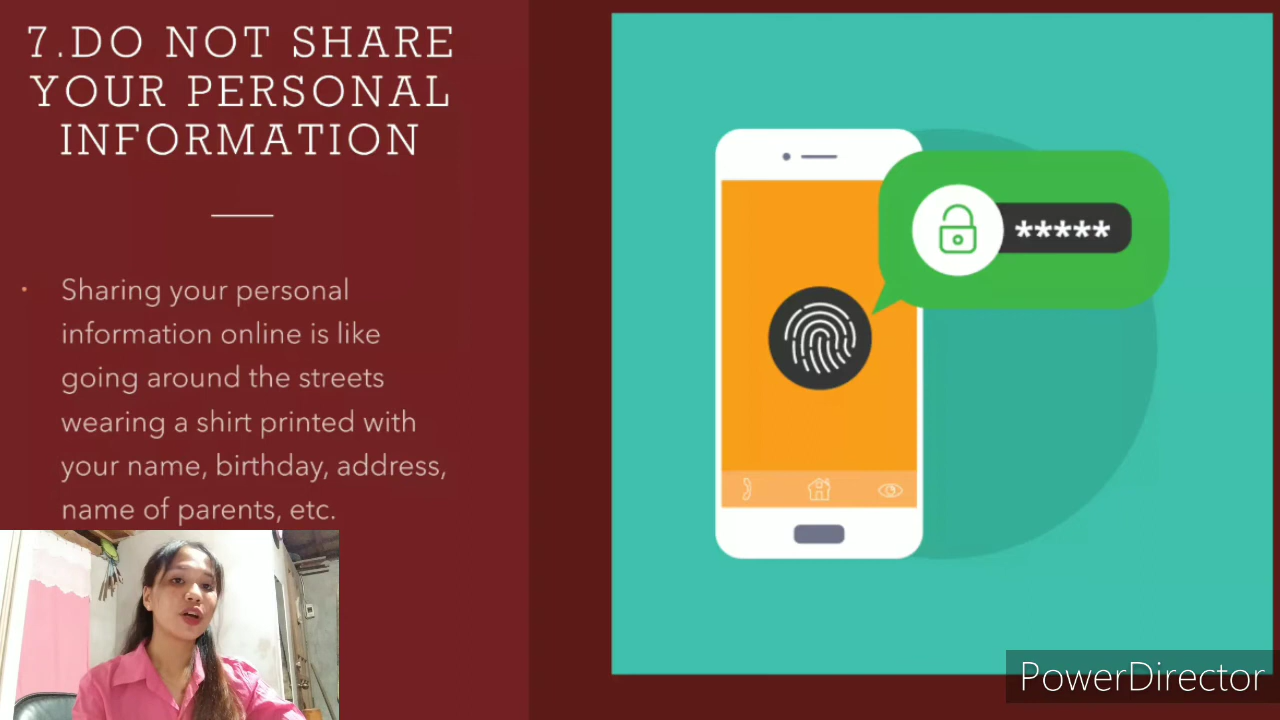 7.DO NOT SHARE
YOUR PERSONAL
INFORMATION
• Sharing your personal
information online is like
going around the streets
wearing a shirt printed with
your name, birthday, address,
name of parents, etc.
*****
PowerDirector